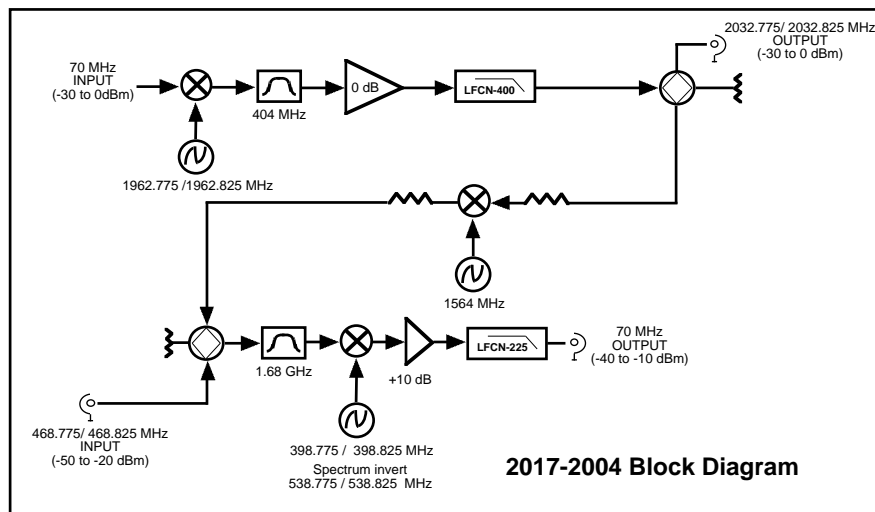 2032.775/ 2032.825 MHz
OUTPUT
(-30 to 0 dBm)
70 MHz
INPUT
(-30 to 0dBm)
404 MHz
0 dB
LFCN-400
1962.775 /1962.825 MHz
1564 MHz
1.68 GHz
+10 dB
LFCN-225
70 MHz
OUTPUT
(-40 to -10 dBm)
468.775/ 468.825 MHz
INPUT
(-50 to -20 dBm)
398.775 / 398.825 MHz
Spectrum invert
538.775 / 538.825 MHz
2017-2004 Block Diagram